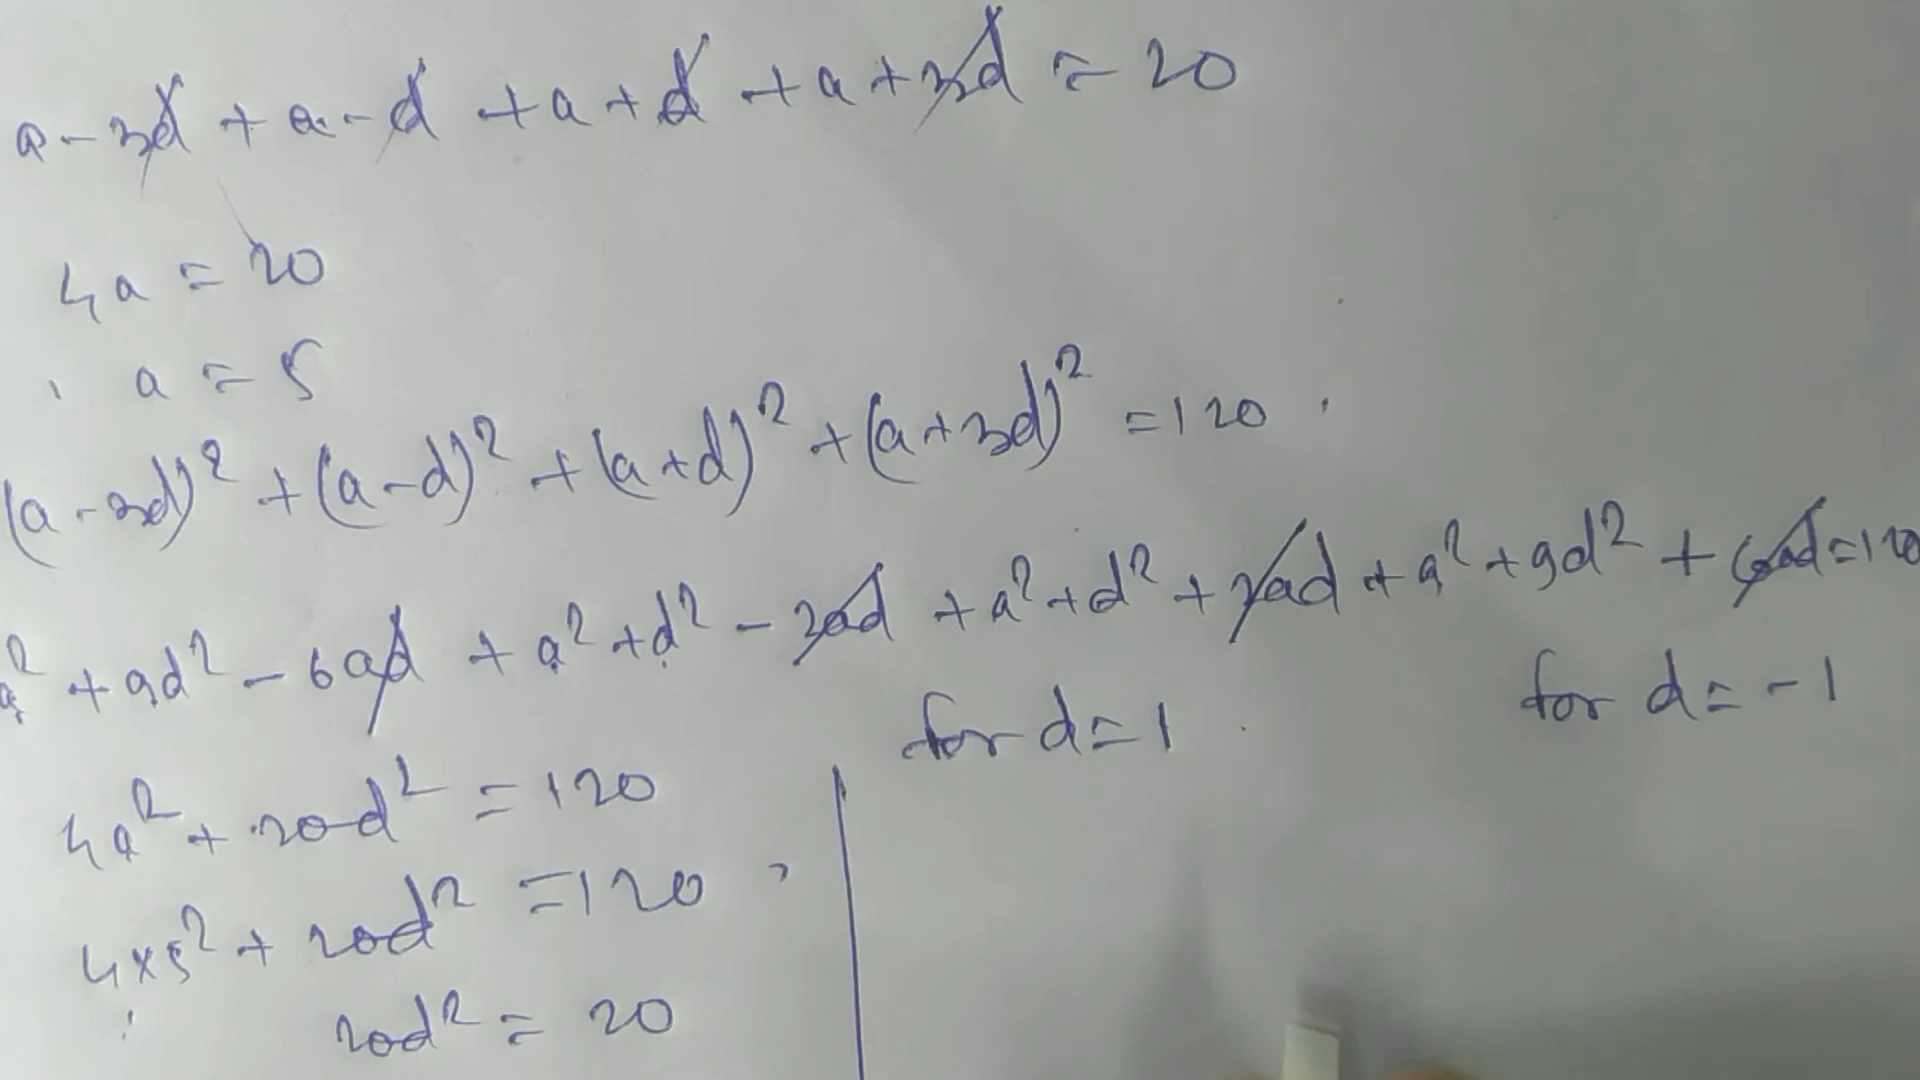 a - 3d + a - d + a + d + a + 3d = 20
4a = 20
a = 5
(a - 3d)² + (a - d)² + (a + d)² + (a + 3d)² = 120
a² + 9d² - 6ad + a² + d² - 2ad + a² + d² + 2ad + a² + 9d² + 6ad = 120
4a² + 20d² = 120
4×5² + 20d² = 120
20d² = 20
for d = 1
for d = -1